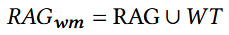 RAG_wm = RAG ∪ WT